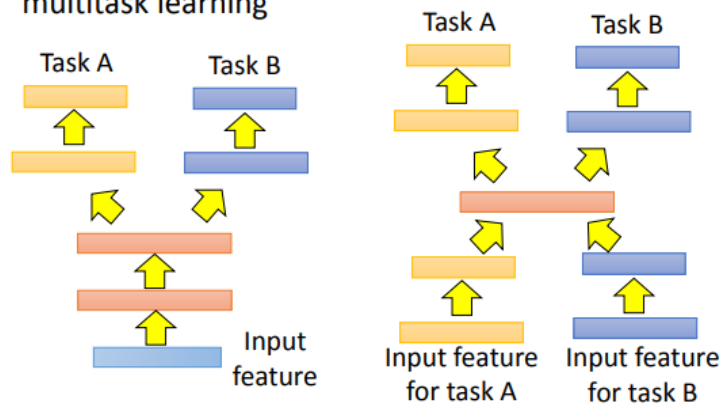 multitask learning
Task A
Task B
Input
feature
Task A
Task B
Input feature
for task A
Input feature
for task B